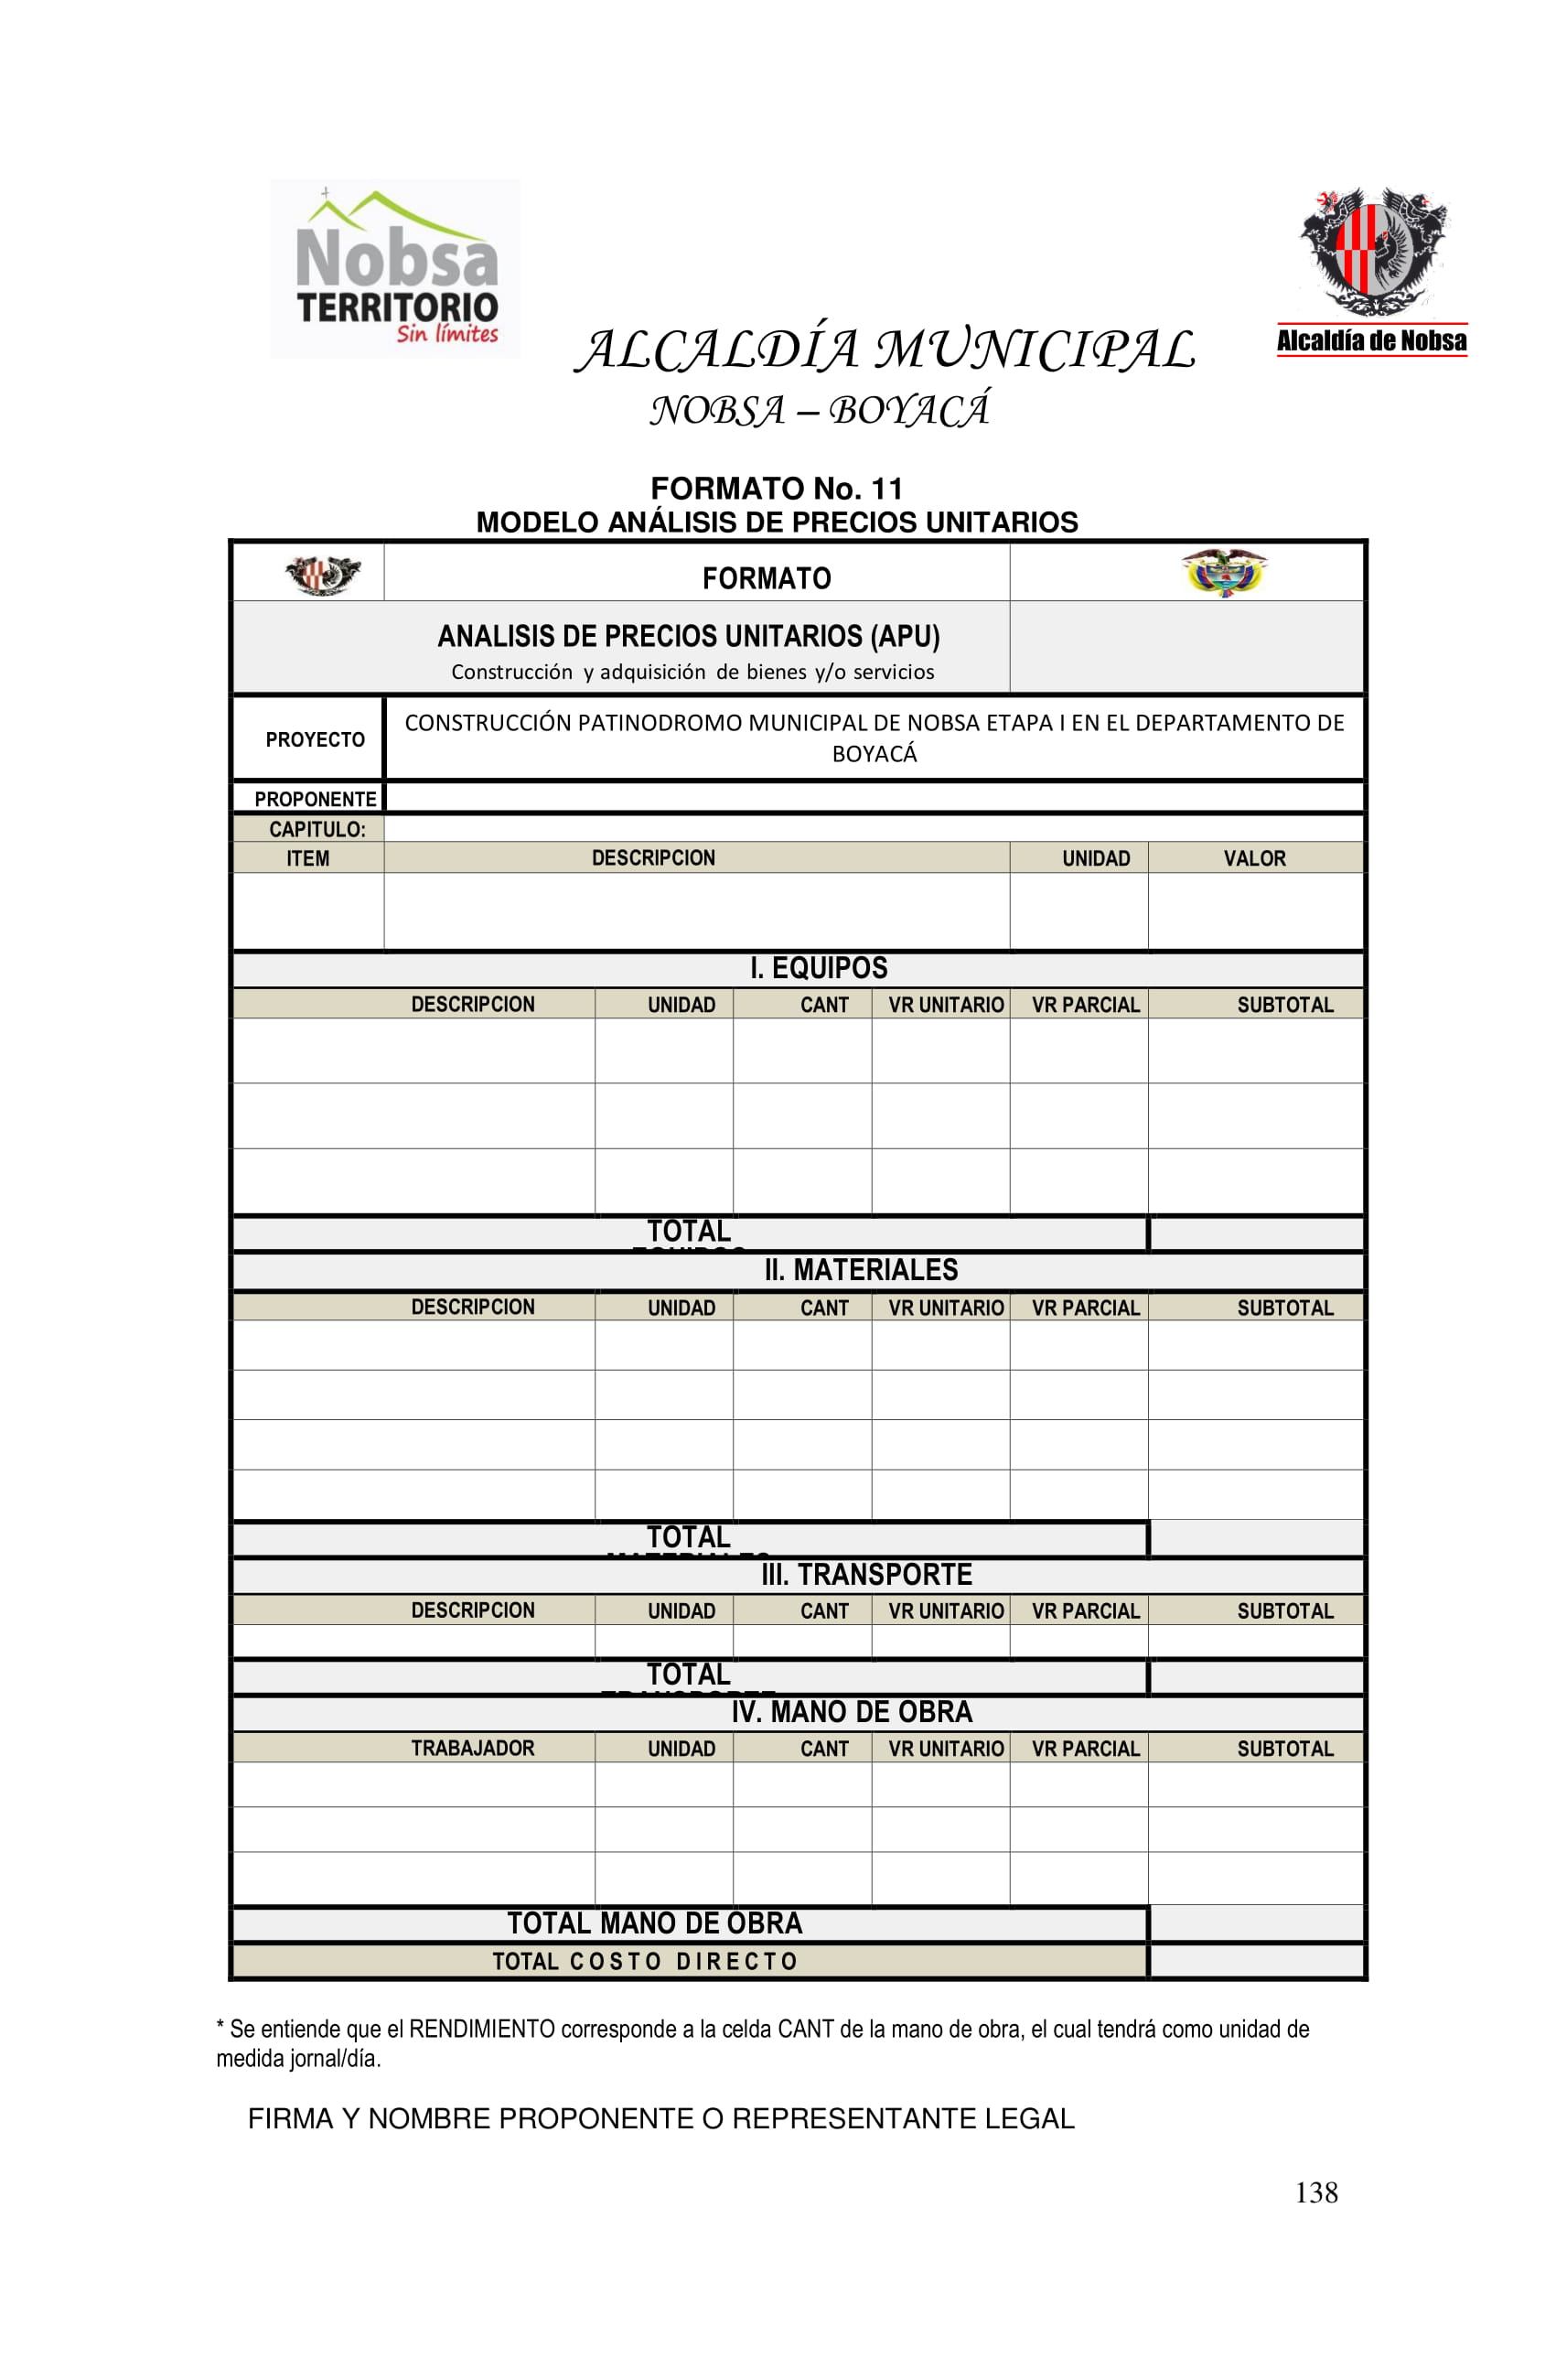 Nobsa
TERRITORIO
Sin límites
Alcaldía de Nobsa
ALCALDÍA MUNICIPAL
NOBSA – BOYACÁ
FORMATO No. 11
MODELO ANÁLISIS DE PRECIOS UNITARIOS
FORMATO
ANALISIS DE PRECIOS UNITARIOS (APU)
Construcción y adquisición de bienes y/o servicios
PROYECTO
CONSTRUCCIÓN PATINODROMO MUNICIPAL DE NOBSA ETAPA I EN EL DEPARTAMENTO DE
BOYACÁ
PROPONENTE
CAPITULO:
ITEM DESCRIPCION UNIDAD VALOR
I. EQUIPOS
DESCRIPCION UNIDAD CANT VR UNITARIO VR PARCIAL SUBTOTAL
TOTAL
II. MATERIALES
DESCRIPCION UNIDAD CANT VR UNITARIO VR PARCIAL SUBTOTAL
TOTAL
III. TRANSPORTE
DESCRIPCION UNIDAD CANT VR UNITARIO VR PARCIAL SUBTOTAL
TOTAL
IV. MANO DE OBRA
TRABAJADOR UNIDAD CANT VR UNITARIO VR PARCIAL SUBTOTAL
TOTAL MANO DE OBRA
TOTAL COSTO DIRECTO
* Se entiende que el RENDIMIENTO corresponde a la celda CANT de la mano de obra, el cual tendrá como unidad de
medida jornal/día.
FIRMA Y NOMBRE PROPONENTE O REPRESENTANTE LEGAL
138